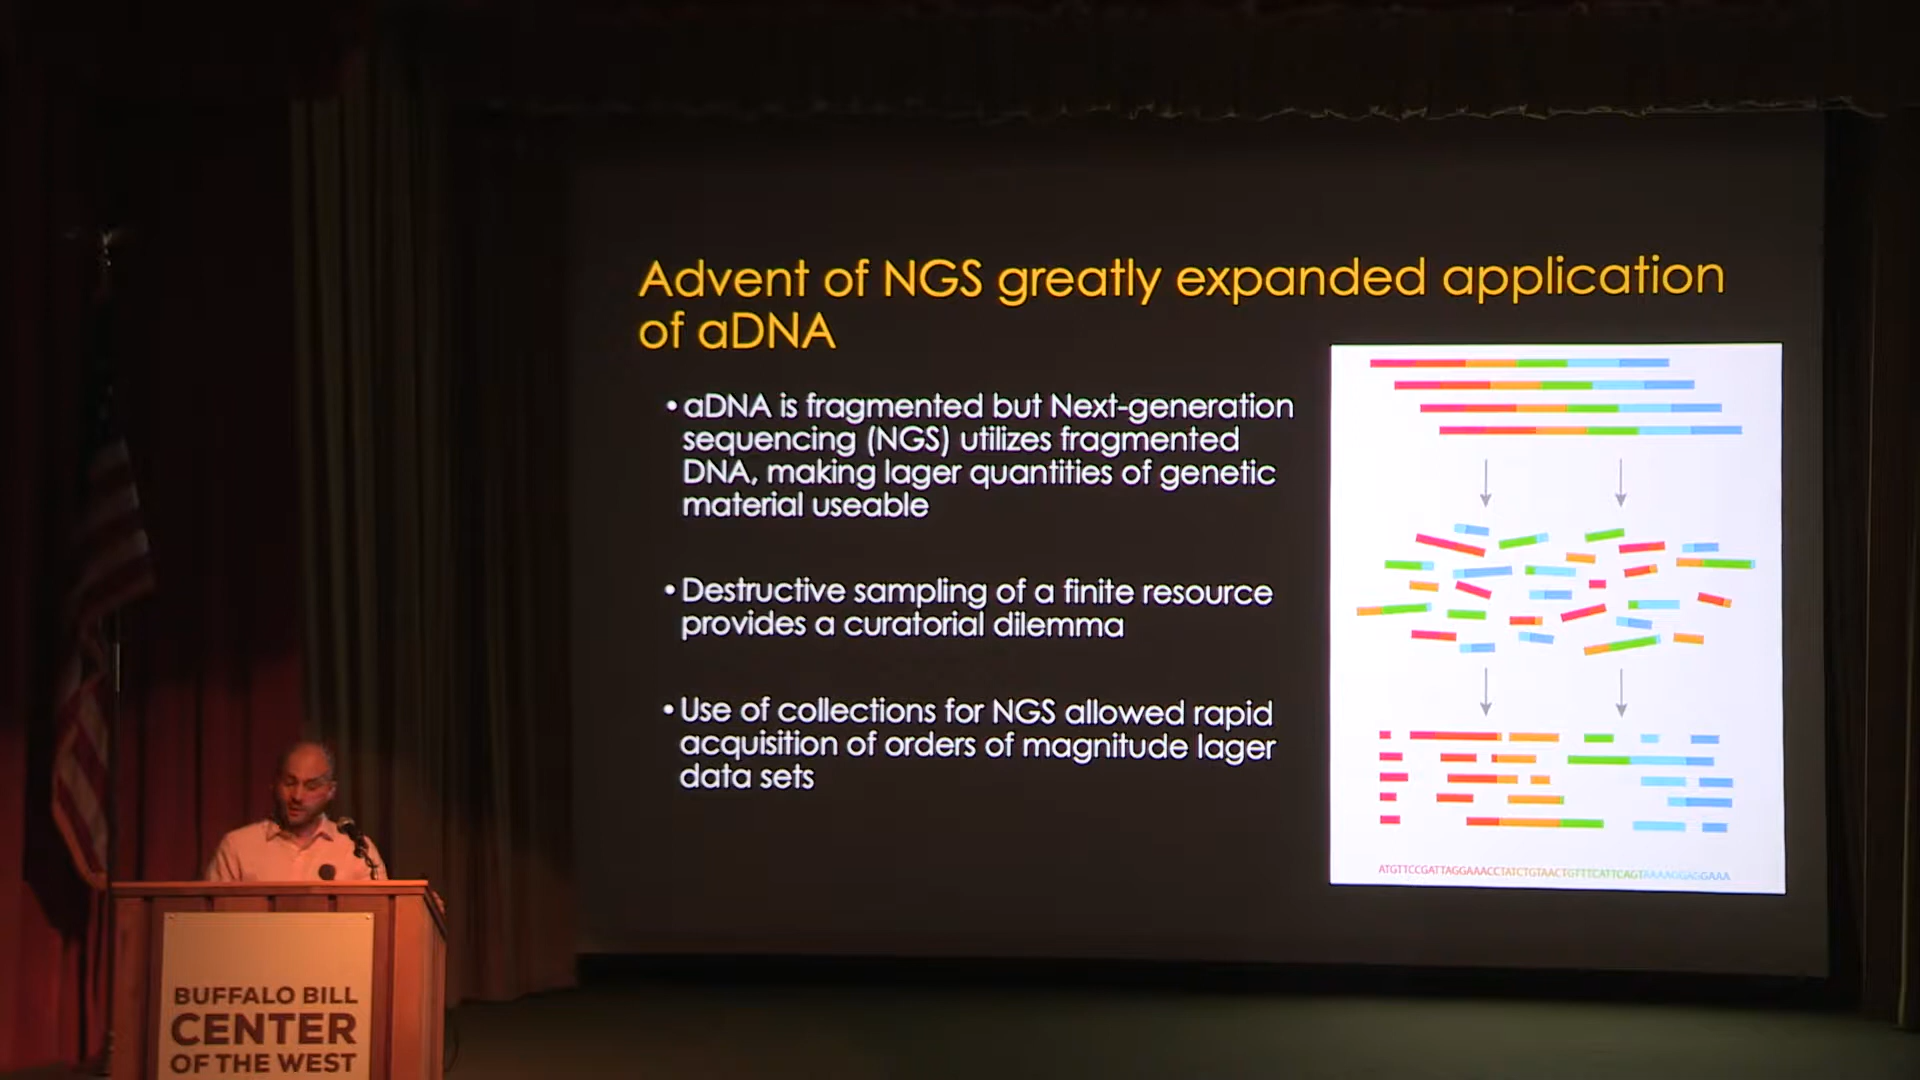 Advent of NGS greatly expanded application
of aDNA
• aDNA is fragmented but Next-generation
sequencing (NGS) utilizes fragmented
DNA, making lager quantities of genetic
material useable
• Destructive sampling of a finite resource
provides a curatorial dilemma
• Use of collections for NGS allowed rapid
acquisition of orders of magnitude lager
data sets
BUFFALO BILL
CENTER
OF THE WEST